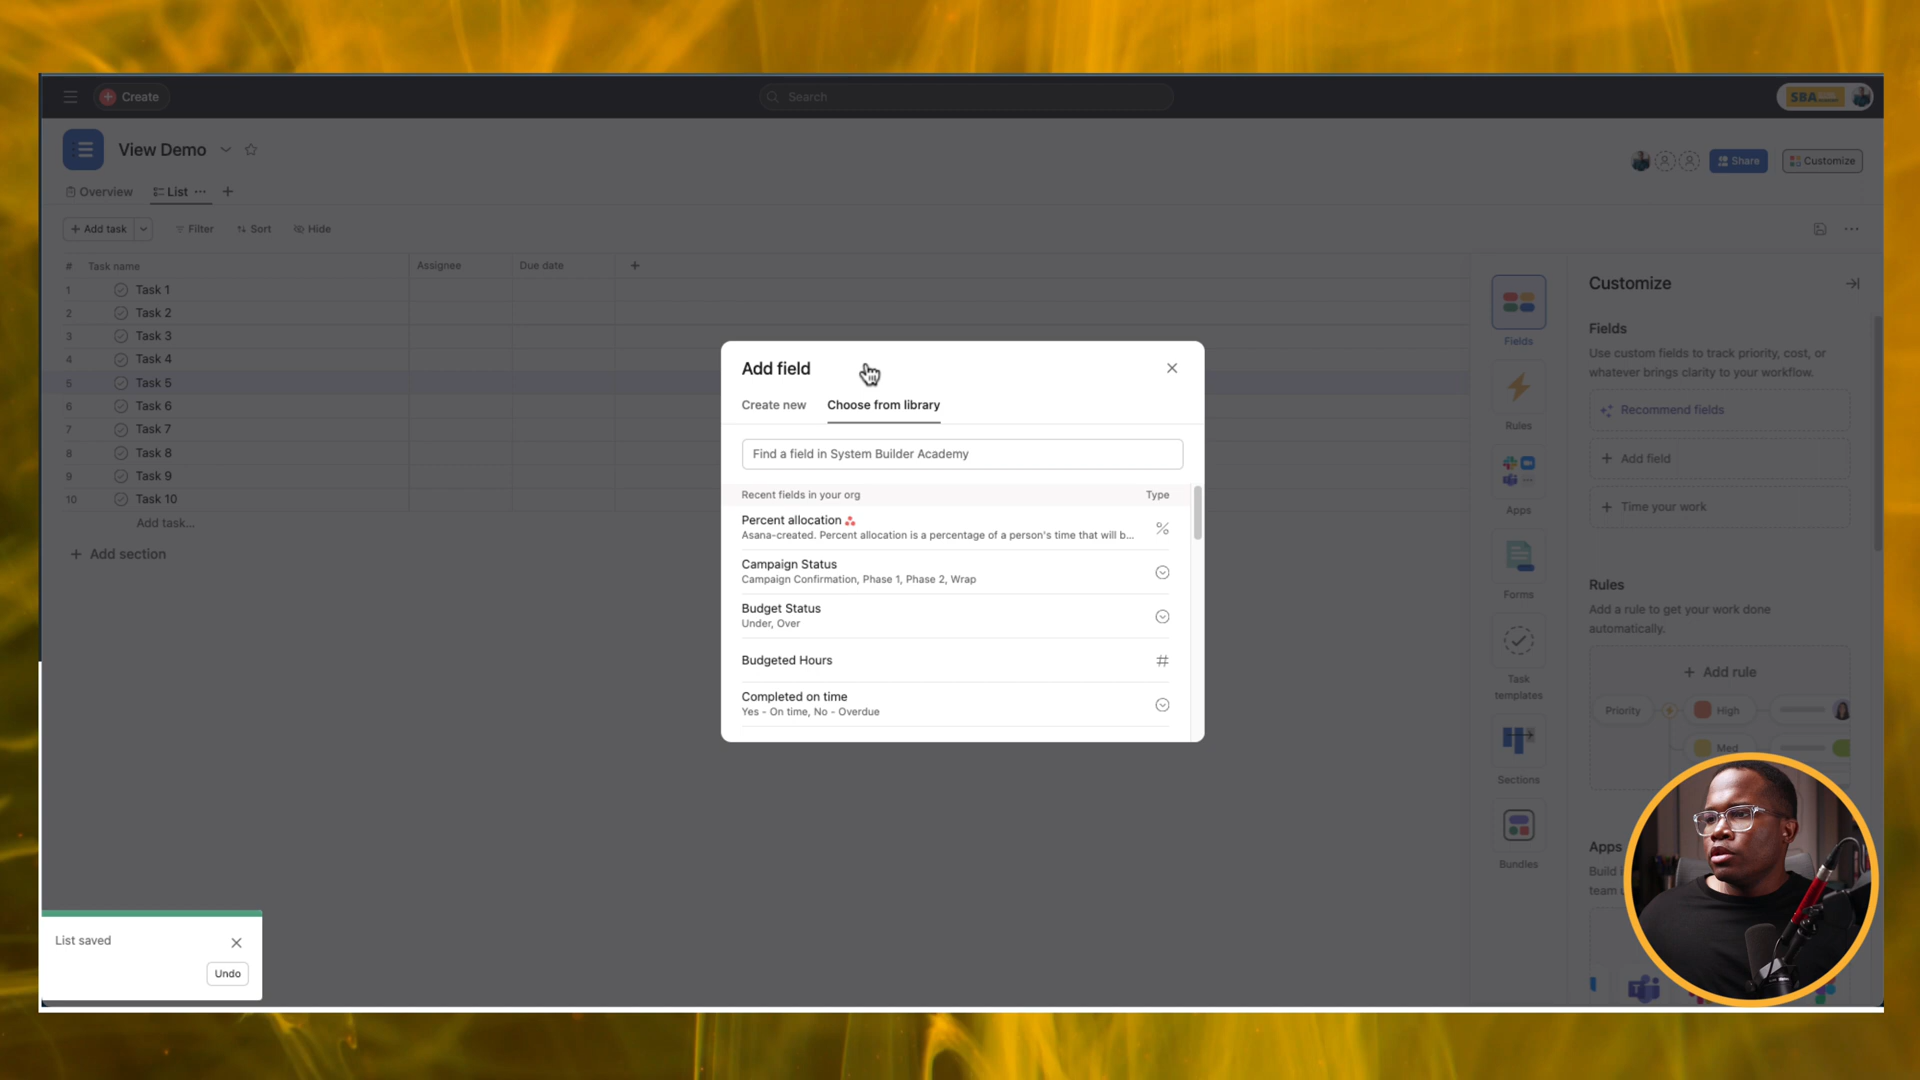 Create
Search
SBA
View Demo
Share
Customize
Overview
List
Add task
Filter
Sort
Hide
# Task name Assignee Due date
1 Task 1
2 Task 2
3 Task 3
4 Task 4
5 Task 5
6 Task 6
7 Task 7
8 Task 8
9 Task 9
10 Task 10
Add task...
Add section
Add field
Create new
Choose from library
Find a field in System Builder Academy
Recent fields in your org Type
Percent allocation
Asana-created. Percent allocation is a percentage of a person's time that will b... %
Campaign Status
Campaign Confirmation, Phase 1, Phase 2, Wrap
Budget Status
Under, Over
Budgeted Hours #
Completed on time
Yes - On time, No - Overdue
Fields
Rules
Apps
Forms
Task
templates
Sections
Bundles
Customize
Fields
Use custom fields to track priority, cost, or
whatever brings clarity to your workflow.
Recommend fields
+ Add field
+ Time your work
Rules
Add a rule to get your work done
automatically.
+ Add rule
Priority
High
Med
Apps
Build
team
List saved
Undo